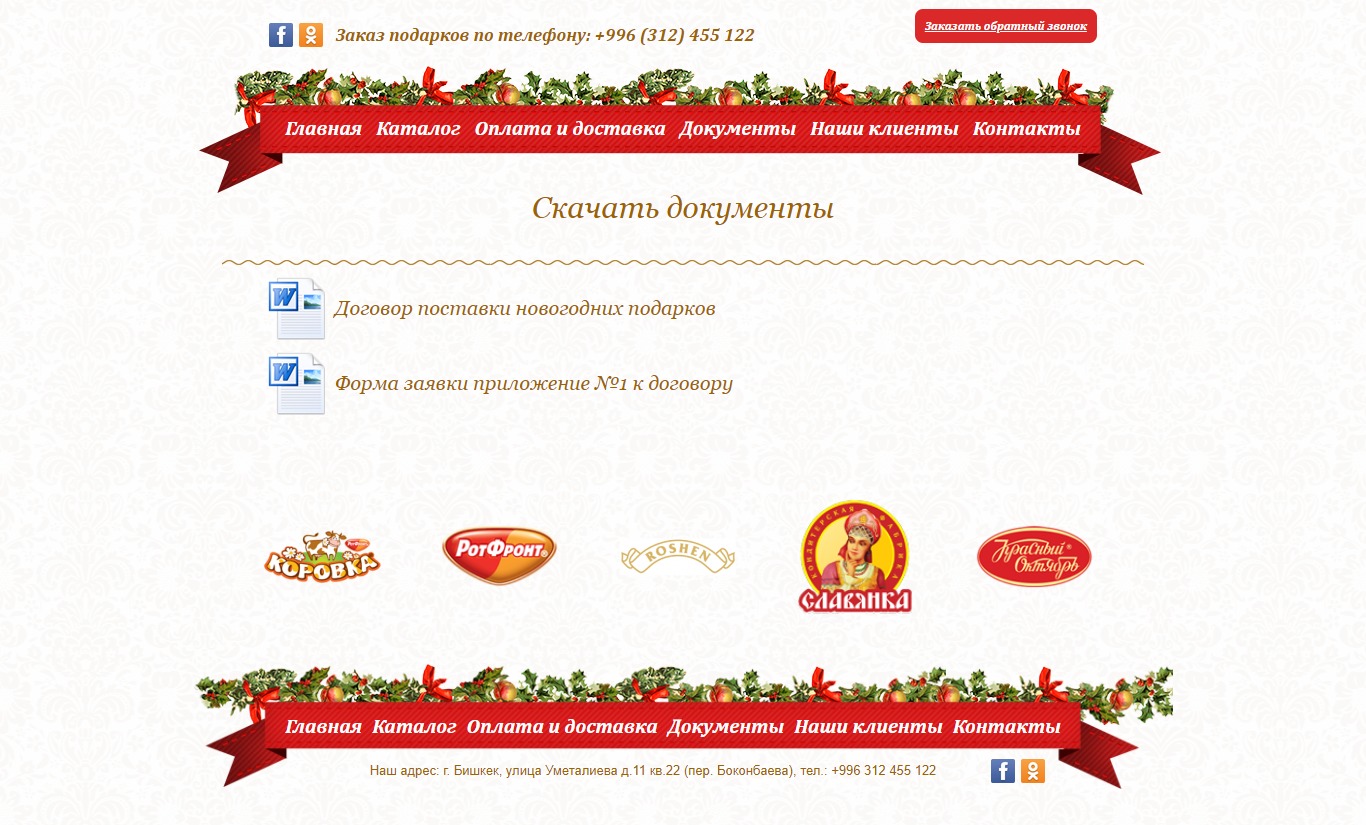 Заказ подарков по телефону: +996 (312) 455 122
Заказать обратный звонок
Главная Каталог Оплата и доставка Документы Наши клиенты Контакты
Скачать документы
Договор поставки новогодних подарков
Форма заявки приложение №1 к договору
КОРОВКА
РотФронт
ROSHEN
КОНДИТЕРСКАЯ ФАБРИКА
СЛАВЯНКА
Красный Октябрь
Главная Каталог Оплата и доставка Документы Наши клиенты Контакты
Наш адрес: г. Бишкек, улица Уметалиева д.11 кв.22 (пер. Боконбаева), тел.: +996 312 455 122